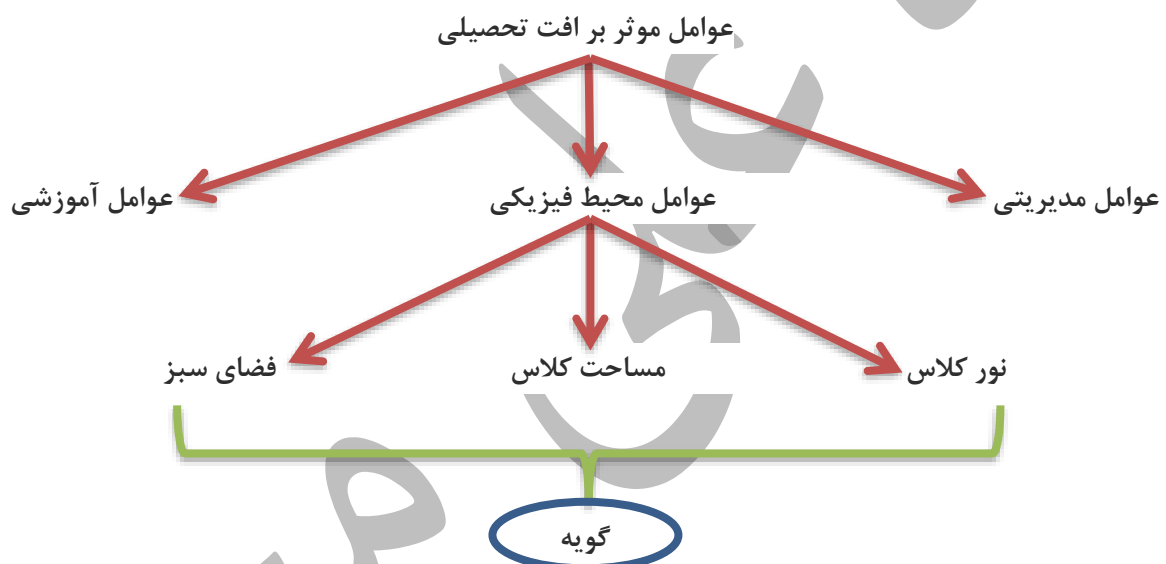 عوامل موثر بر افت تحصیلی
عوامل مدیریتی
عوامل محیط فیزیکی
عوامل آموزشی
نور کلاس
مساحت کلاس
فضای سبز
گویه